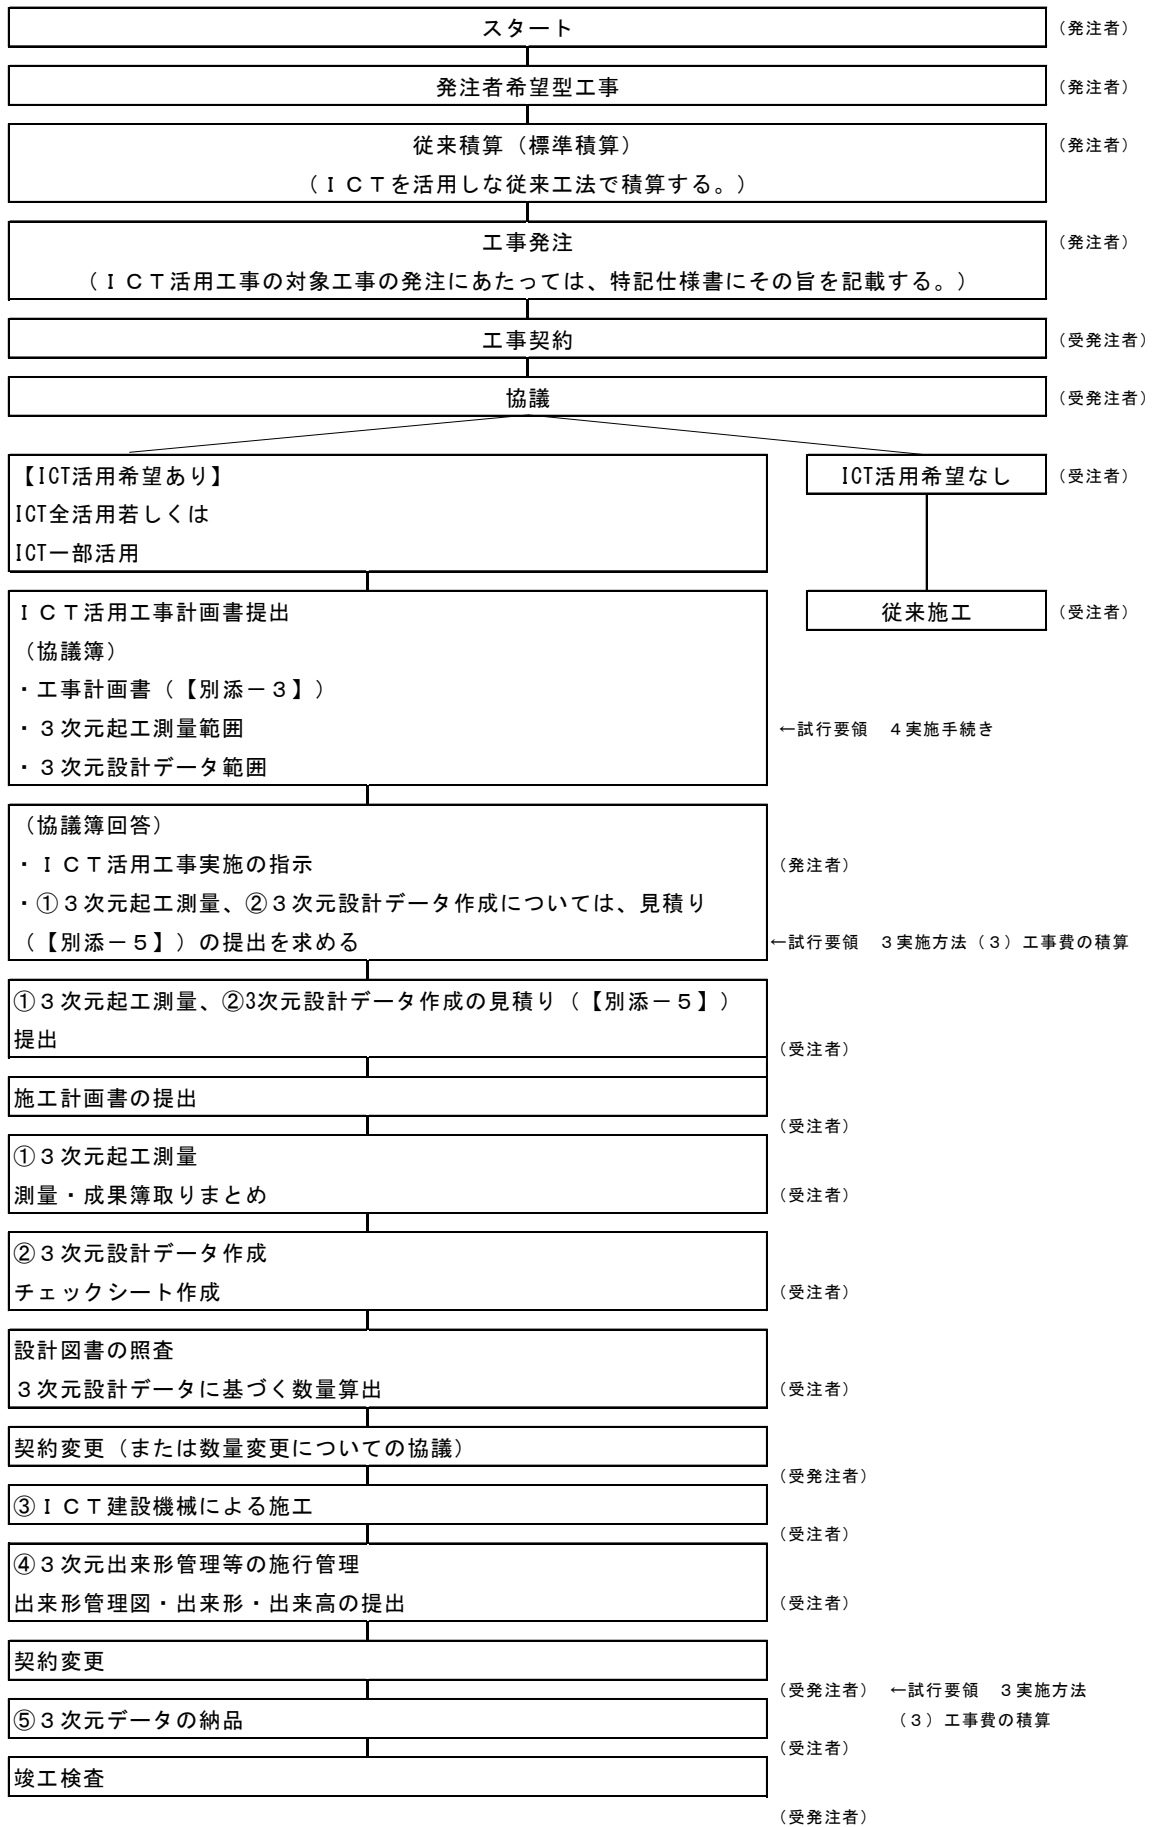 スタート （発注者）
発注者希望型工事 （発注者）
従来積算（標準積算） （発注者）
（ＩＣＴを活用しな従来工法で積算する。）
工事発注 （発注者）
（ＩＣＴ活用工事の対象工事の発注にあたっては、特記仕様書にその旨を記載する。）
工事契約 （受発注者）
協議 （受発注者）
【ICT活用希望あり】
ICT全活用若しくは
ICT一部活用
ICT活用希望なし （受注者）
従来施工 （受注者）
ＩＣＴ活用工事計画書提出
（協議簿）
・工事計画書（【別添－３】）
・３次元起工測量範囲 ←試行要領　４実施手続き
・３次元設計データ範囲
（協議簿回答）
・ＩＣＴ活用工事実施の指示 （発注者）
・①３次元起工測量、②３次元設計データ作成については、見積り
（【別添－５】）の提出を求める ←試行要領　３実施方法（３）工事費の積算
①３次元起工測量、②3次元設計データ作成の見積り（【別添－５】）
提出 （受注者）
施工計画書の提出
（受注者）
①３次元起工測量
測量・成果簿取りまとめ （受注者）
②３次元設計データ作成
チェックシート作成 （受注者）
設計図書の照査
３次元設計データに基づく数量算出 （受注者）
契約変更（または数量変更についての協議）
（受発注者）
③ＩＣＴ建設機械による施工
（受注者）
④３次元出来形管理等の施行管理
出来形管理図・出来形・出来高の提出 （受注者）
契約変更
（受発注者） ←試行要領　３実施方法
（３）工事費の積算
⑤３次元データの納品
（受注者）
竣工検査
（受発注者）